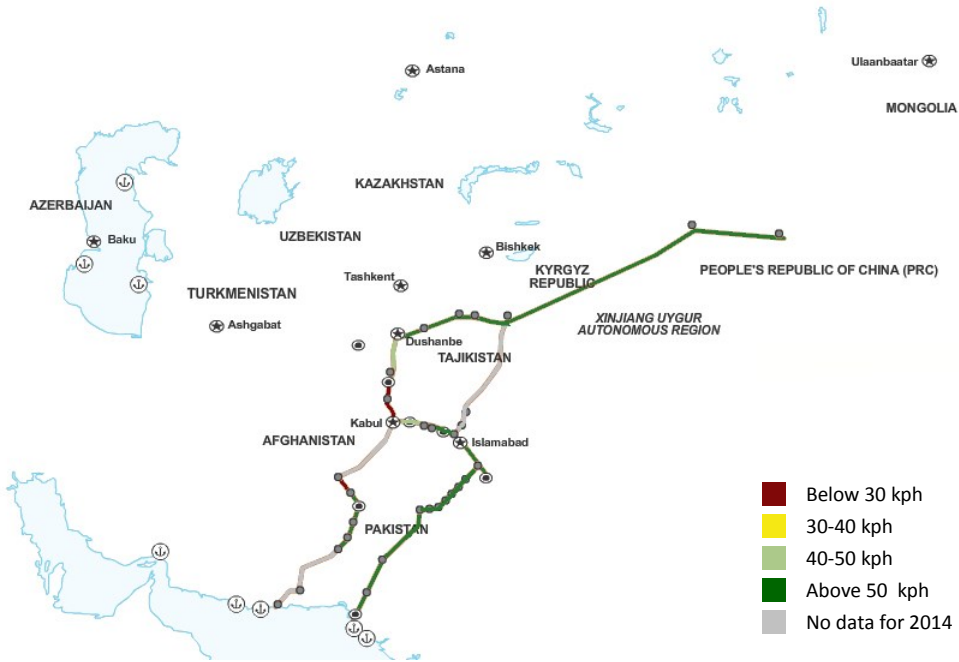 Astana
Ulaanbaatar
MONGOLIA
KAZAKHSTAN
AZERBAIJAN
Baku
UZBEKISTAN
Bishkek
KYRGYZ
REPUBLIC
PEOPLE'S REPUBLIC OF CHINA (PRC)
Tashkent
TURKMENISTAN
Ashgabat
XINJIANG UYGUR
AUTONOMOUS REGION
Dushanbe
TAJIKISTAN
Kabul
AFGHANISTAN
Islamabad
PAKISTAN
Below 30 kph
30-40 kph
40-50 kph
Above 50 kph
No data for 2014